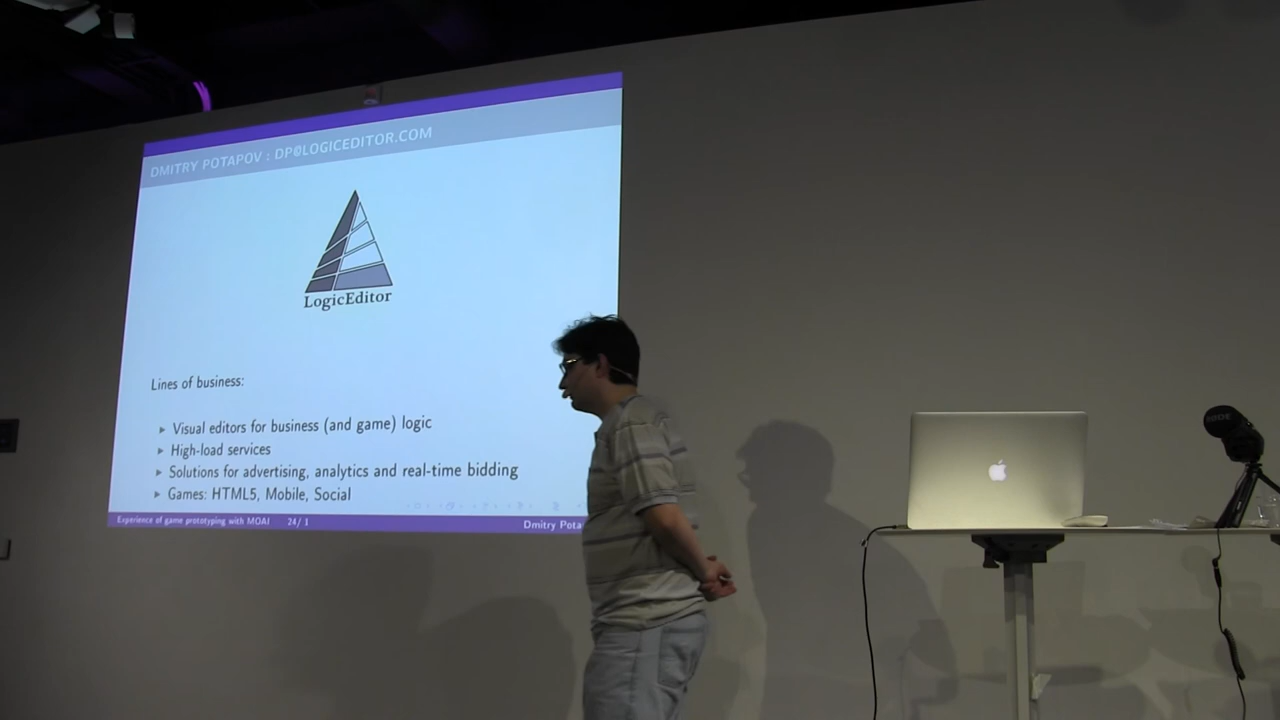 DMITRY POTAPOV : DP@LOGICEDITOR.COM
LogicEditor
Lines of business:
Visual editors for business (and game) logic
High-load services
Solutions for advertising, analytics and real-time bidding
Games: HTML5, Mobile, Social
Experience of game prototyping with MOAI 24/ 1 Dmitry Pota
RØDE